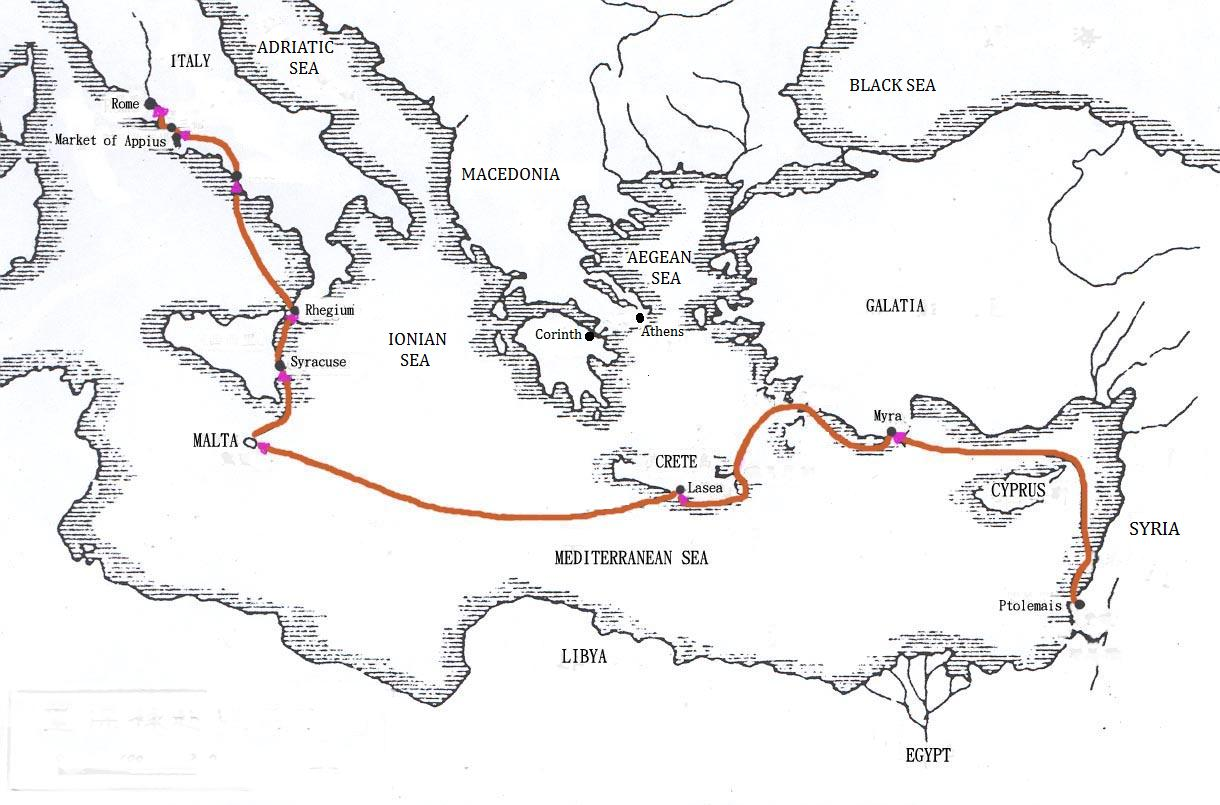 ITALY
ADRIATIC
SEA
BLACK SEA
Rome
Market of Appius
MACEDONIA
AEGEAN
SEA
GALATIA
Rhegium
IONIAN
SEA
Corinth
Athens
Syracuse
Myra
MALTA
CRETE
Lasea
CYPRUS
SYRIA
MEDITERRANEAN SEA
Ptolemais
LIBYA
EGYPT